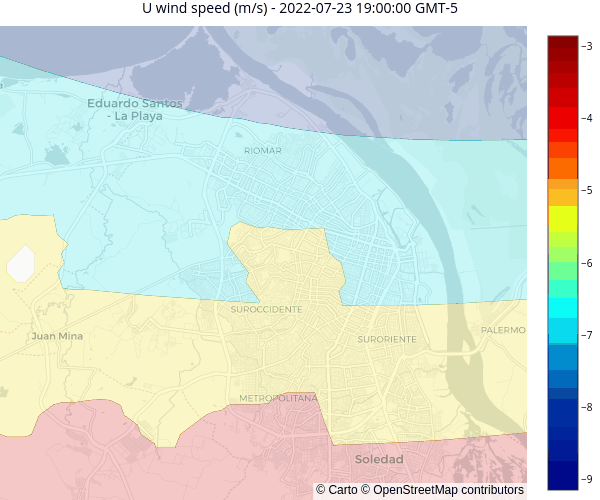 U wind speed (m/s) - 2022-07-23 19:00:00 GMT-5
Eduardo Santos
- La Playa
RIOMAR
SUROCCIDENTE
Juan Mina
SURORIENTE
PALERMO
METROPOLITANA
Soledad
© Carto © OpenStreetMap contributors
−3
−4
−5
−6
−7
−8
−9